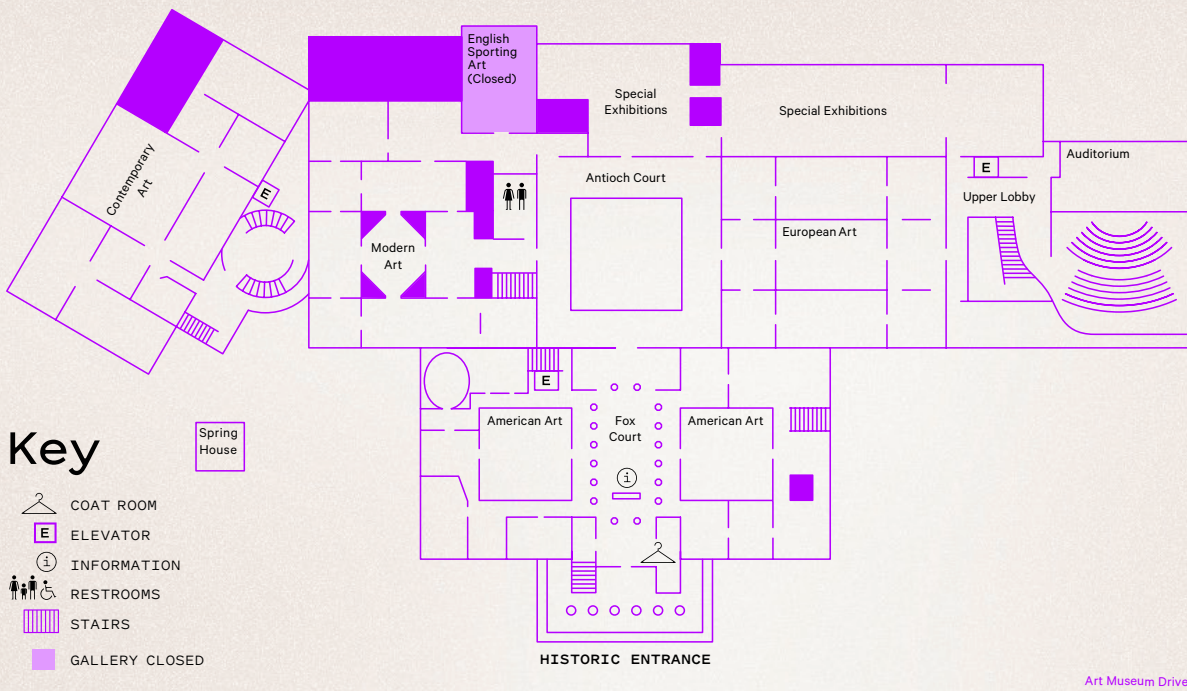 English
Sporting
Art
(Closed)
Special
Exhibitions
Special Exhibitions
Auditorium
E
Contemporary
Art
Antioch Court
E
Upper Lobby
Modern
Art
European Art
E
American Art
Fox
Court
American Art
i
Key
Spring
House
COAT ROOM
E ELEVATOR
i INFORMATION
RESTROOMS
STAIRS
GALLERY CLOSED
HISTORIC ENTRANCE
Art Museum Drive